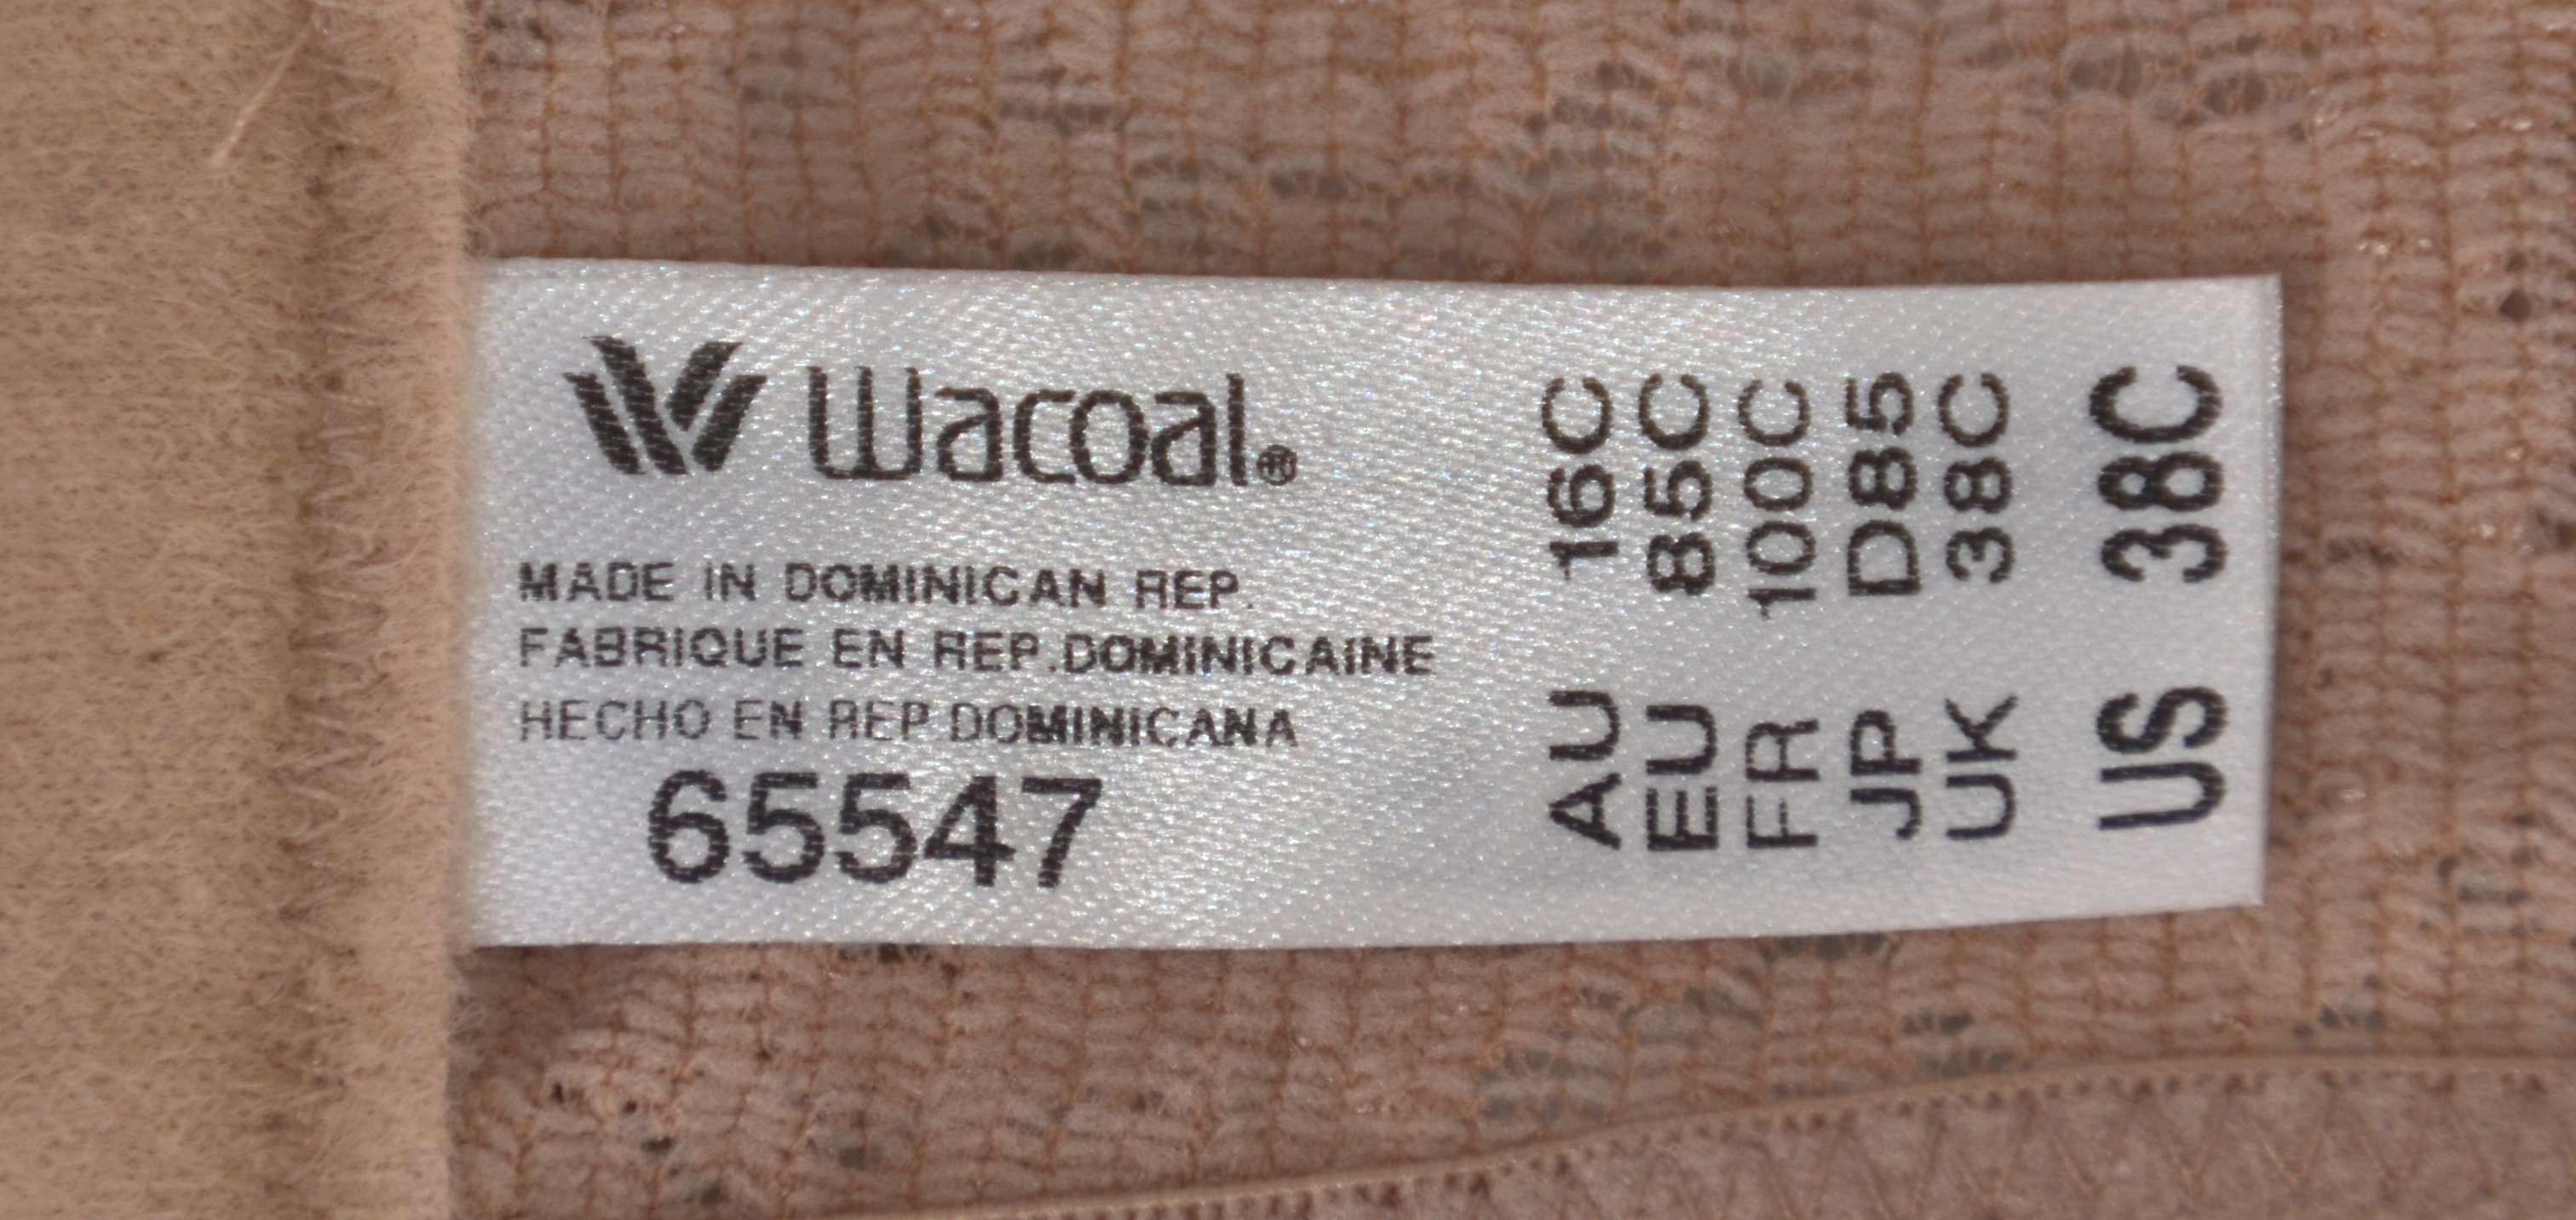 Wacoal®
MADE IN DOMINICAN REP.
FABRIQUE EN REP.DOMINICAINE
HECHO EN REP DOMINICANA
65547
AU 16C
EU 85C
FR 100C
JP D85
UK 38C
US 38C